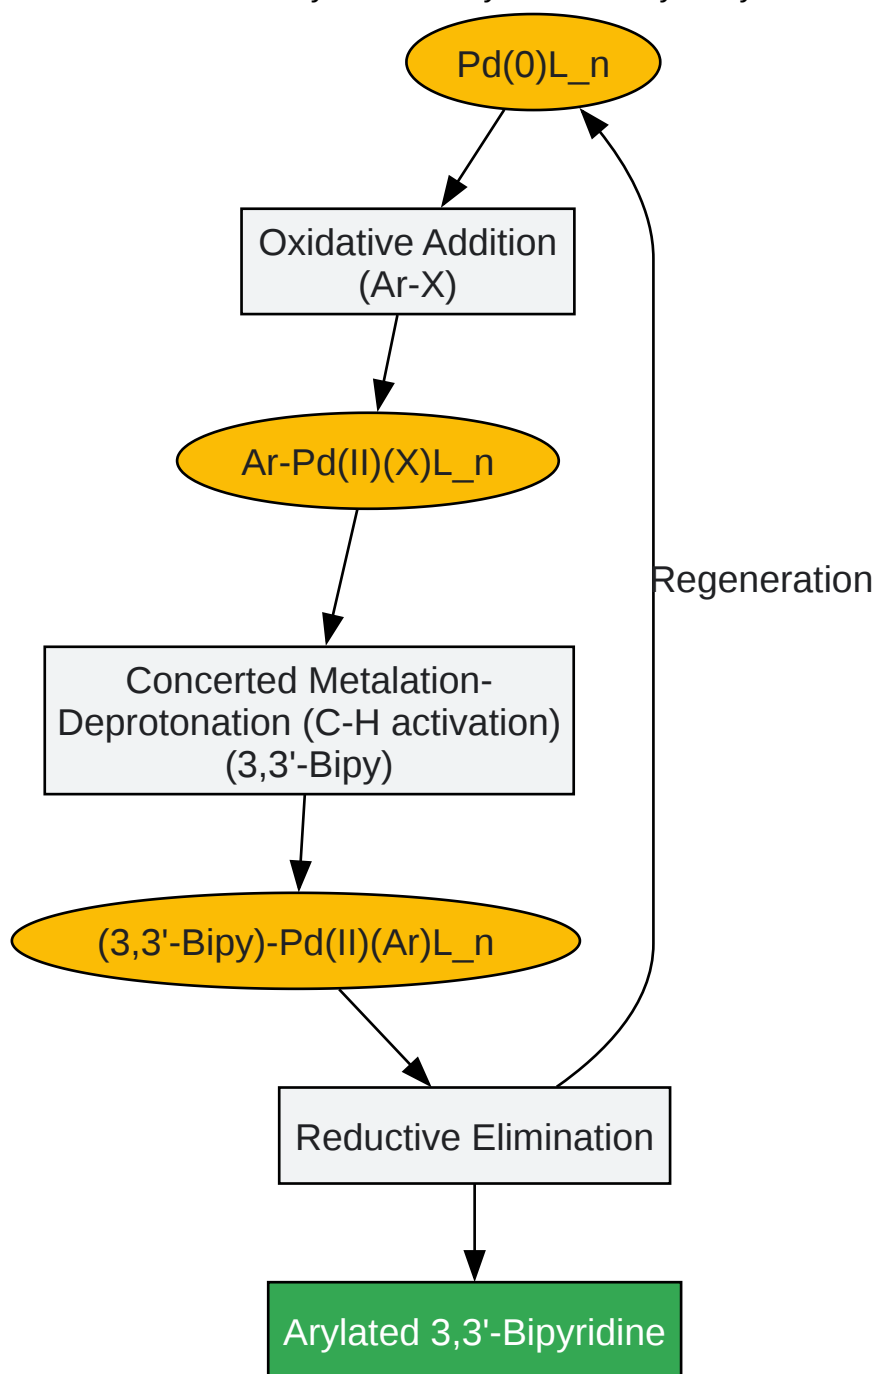 Pd(0)L_n
Oxidative Addition
(Ar-X)
Ar-Pd(II)(X)L_n
Regeneration
Concerted Metalation-
Deprotonation (C-H activation)
(3,3'-Bipy)
(3,3'-Bipy)-Pd(II)(Ar)L_n
Reductive Elimination
Arylated 3,3'-Bipyridine